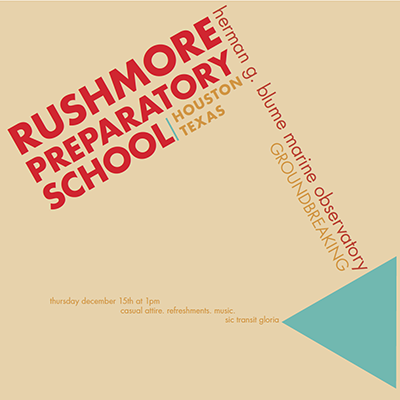 RUSHMORE
PREPARATORY
SCHOOL
HOUSTON
TEXAS
herman g. blume marine observatory
GROUNDBREAKING
thursday december 15th at 1pm
casual attire. refreshments. music.
sic transit gloria